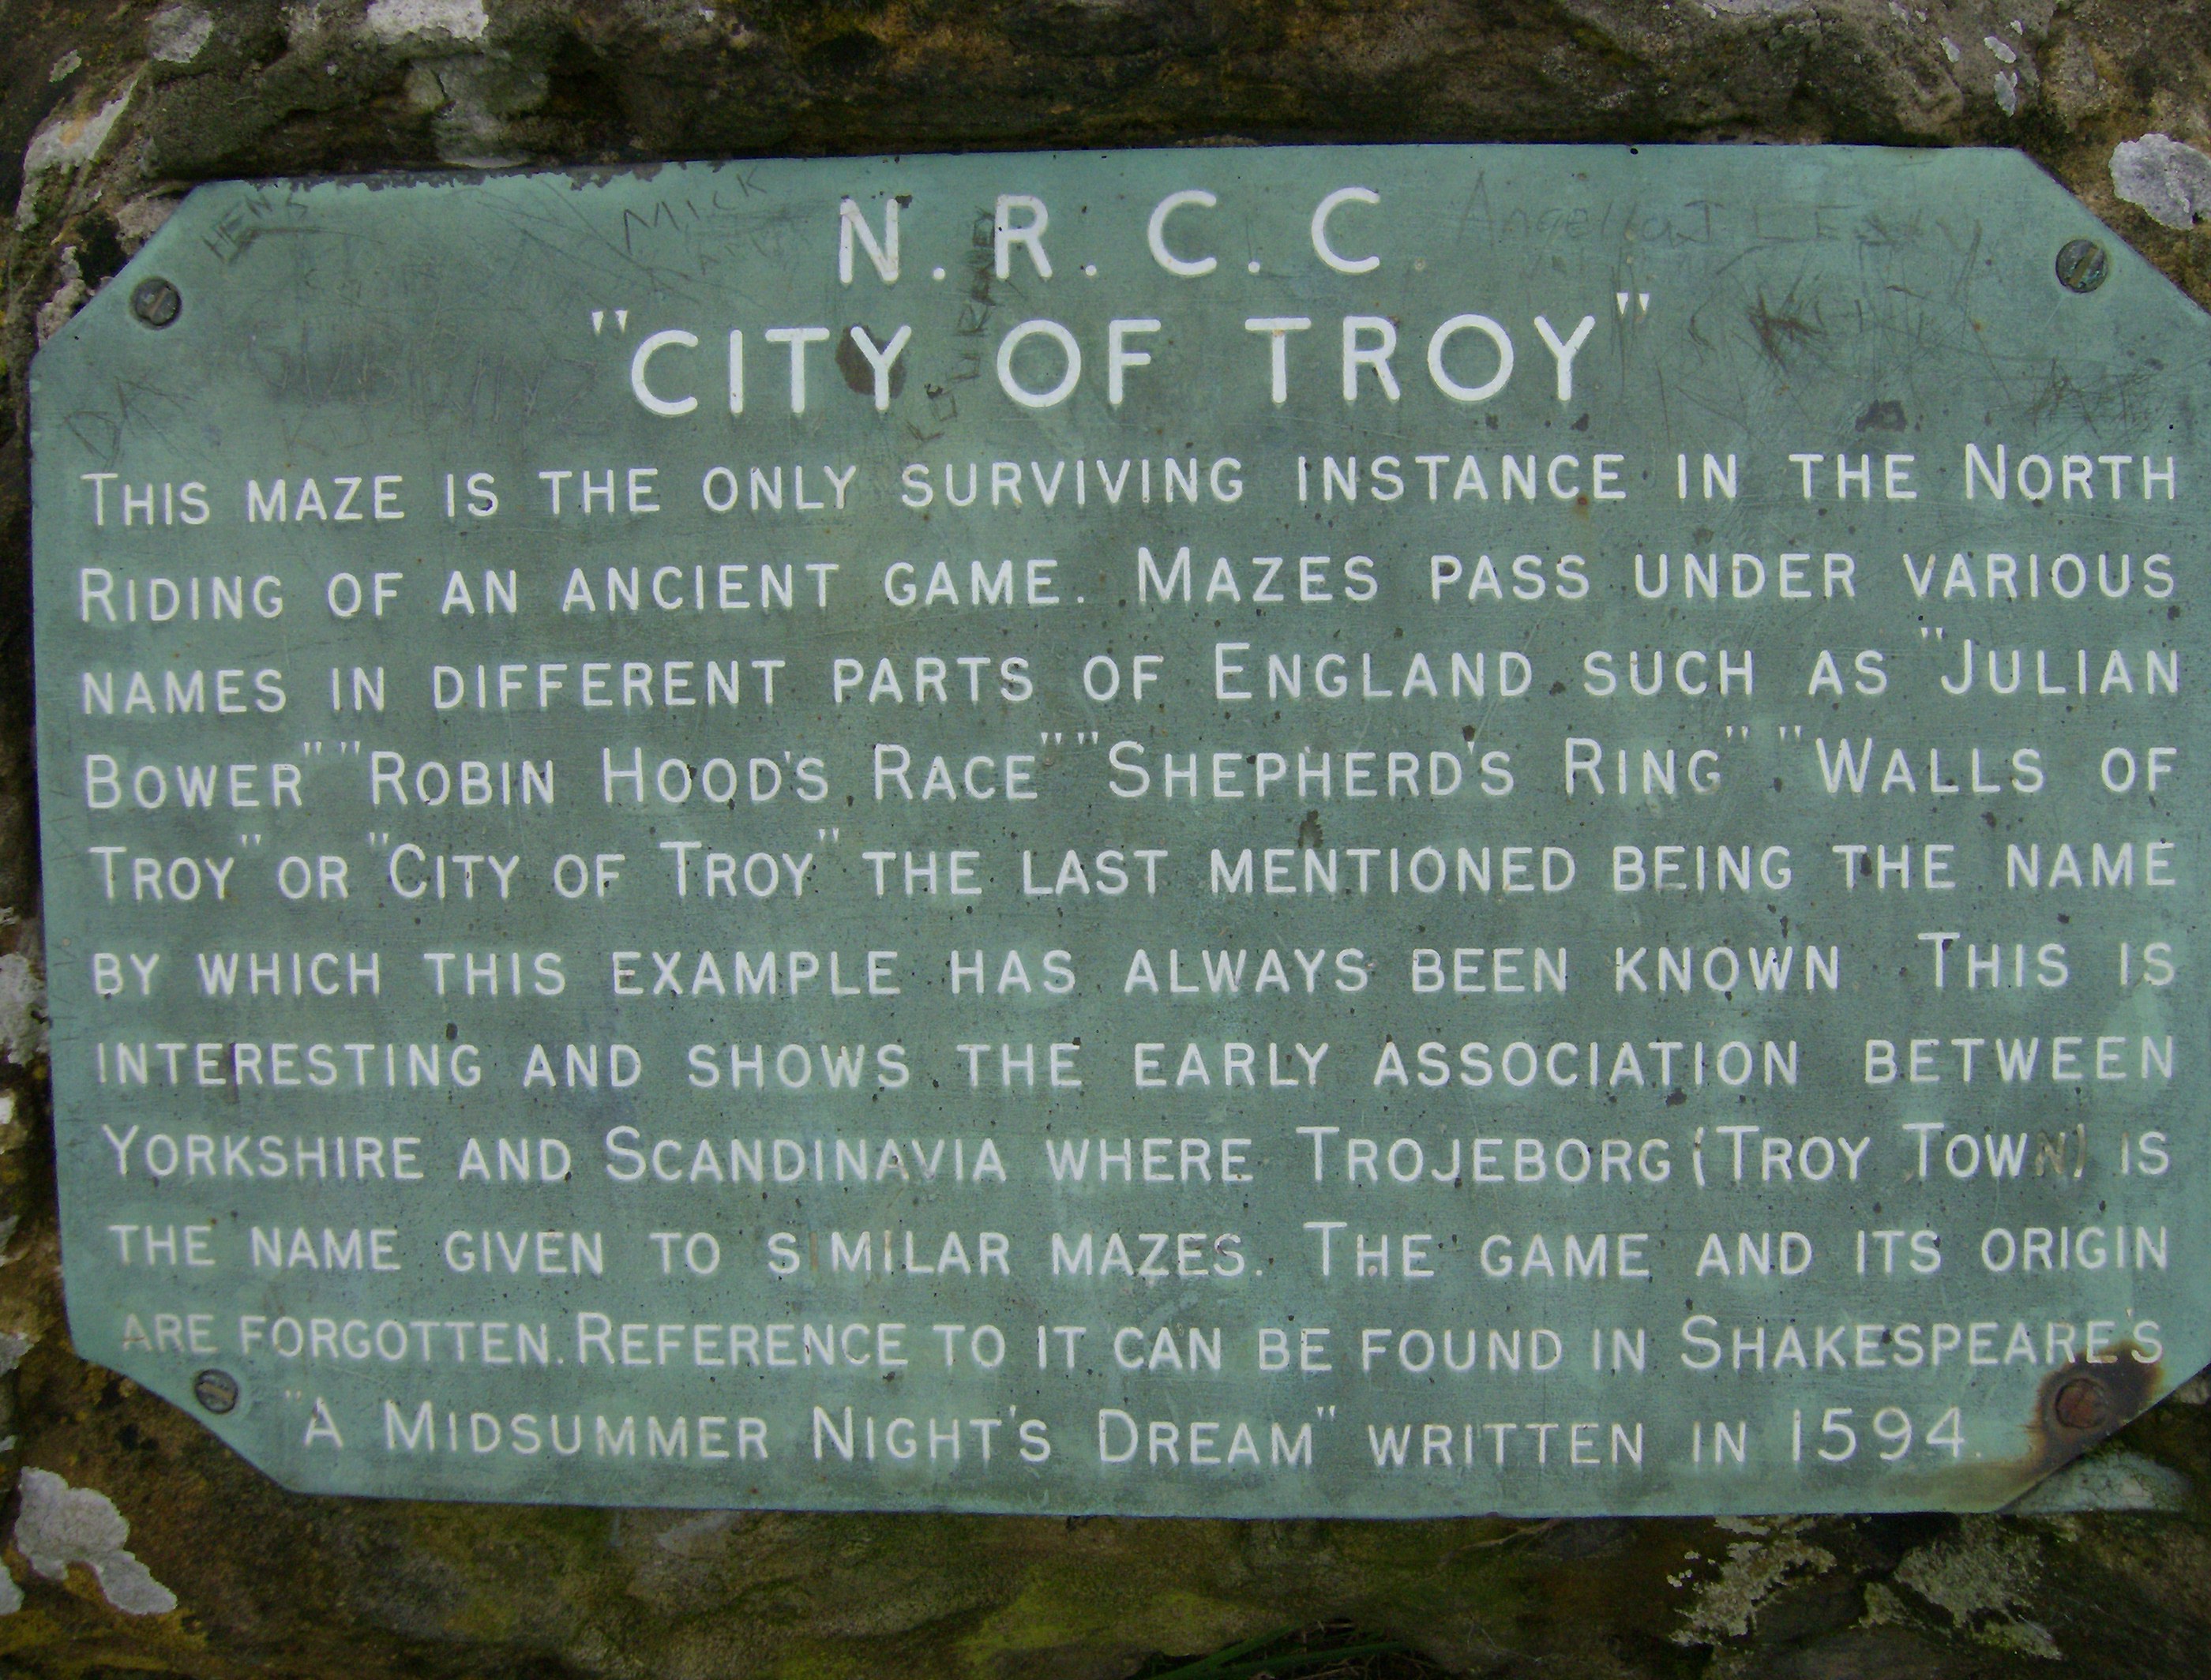 N.R.C.C
"CITY OF TROY"
THIS MAZE IS THE ONLY SURVIVING INSTANCE IN THE NORTH
RIDING OF AN ANCIENT GAME. MAZES PASS UNDER VARIOUS
NAMES IN DIFFERENT PARTS OF ENGLAND SUCH AS "JULIAN
BOWER" "ROBIN HOOD'S RACE" "SHEPHERD'S RING" "WALLS OF
TROY" OR "CITY OF TROY" THE LAST MENTIONED BEING THE NAME
BY WHICH THIS EXAMPLE HAS ALWAYS BEEN KNOWN THIS IS
INTERESTING AND SHOWS THE EARLY ASSOCIATION BETWEEN
YORKSHIRE AND SCANDINAVIA WHERE TROJEBORG (TROY TOWN) IS
THE NAME GIVEN TO SIMILAR MAZES. THE GAME AND ITS ORIGIN
ARE FORGOTTEN. REFERENCE TO IT CAN BE FOUND IN SHAKESPEARE'S
"A MIDSUMMER NIGHT'S DREAM" WRITTEN IN 1594.
MICK
Angella